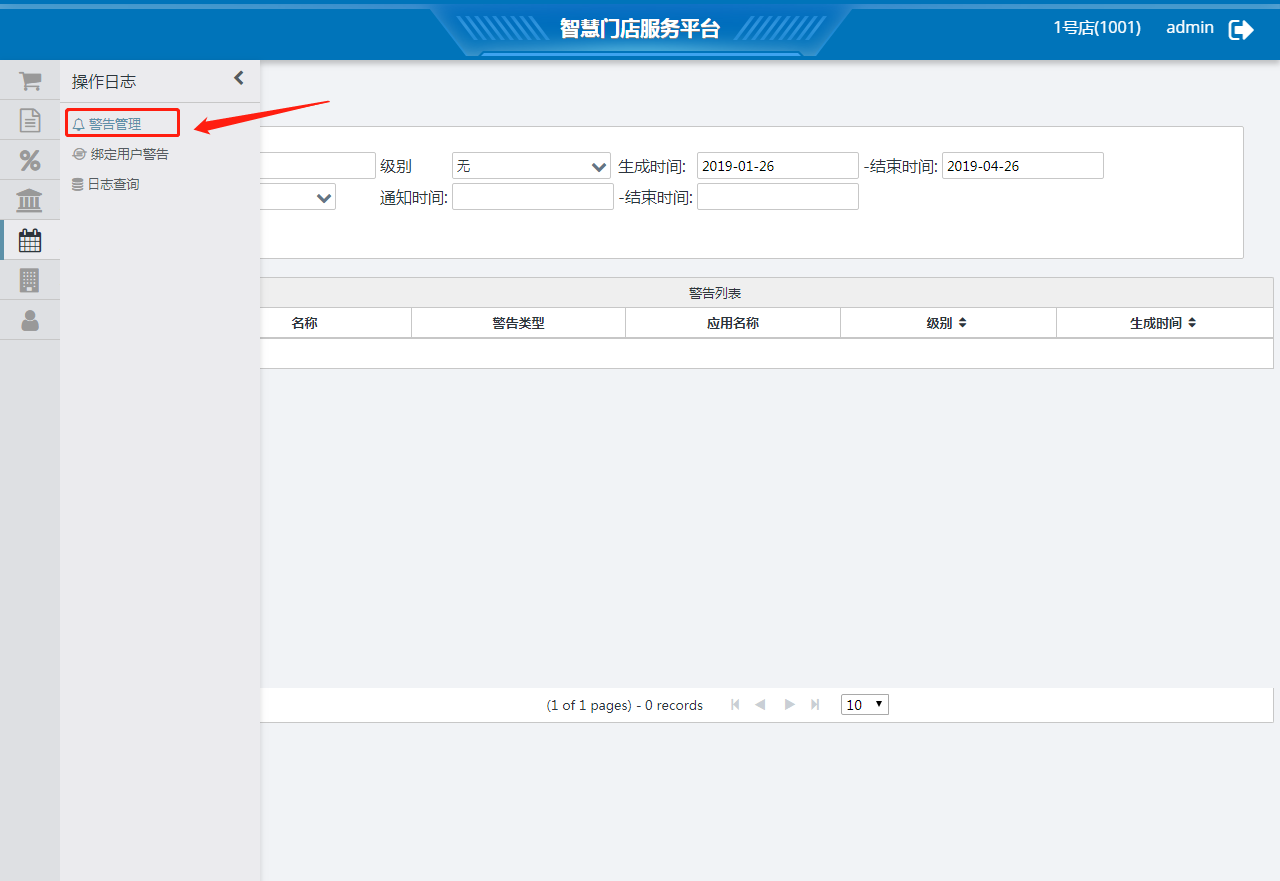 智慧门店服务平台
1号店(1001) admin
操作日志
警告管理
绑定用户警告
日志查询
级别 无 生成时间: 2019-01-26 -结束时间: 2019-04-26
通知时间: -结束时间:
警告列表
名称 警告类型 应用名称 级别 生成时间
(1 of 1 pages) - 0 records 10